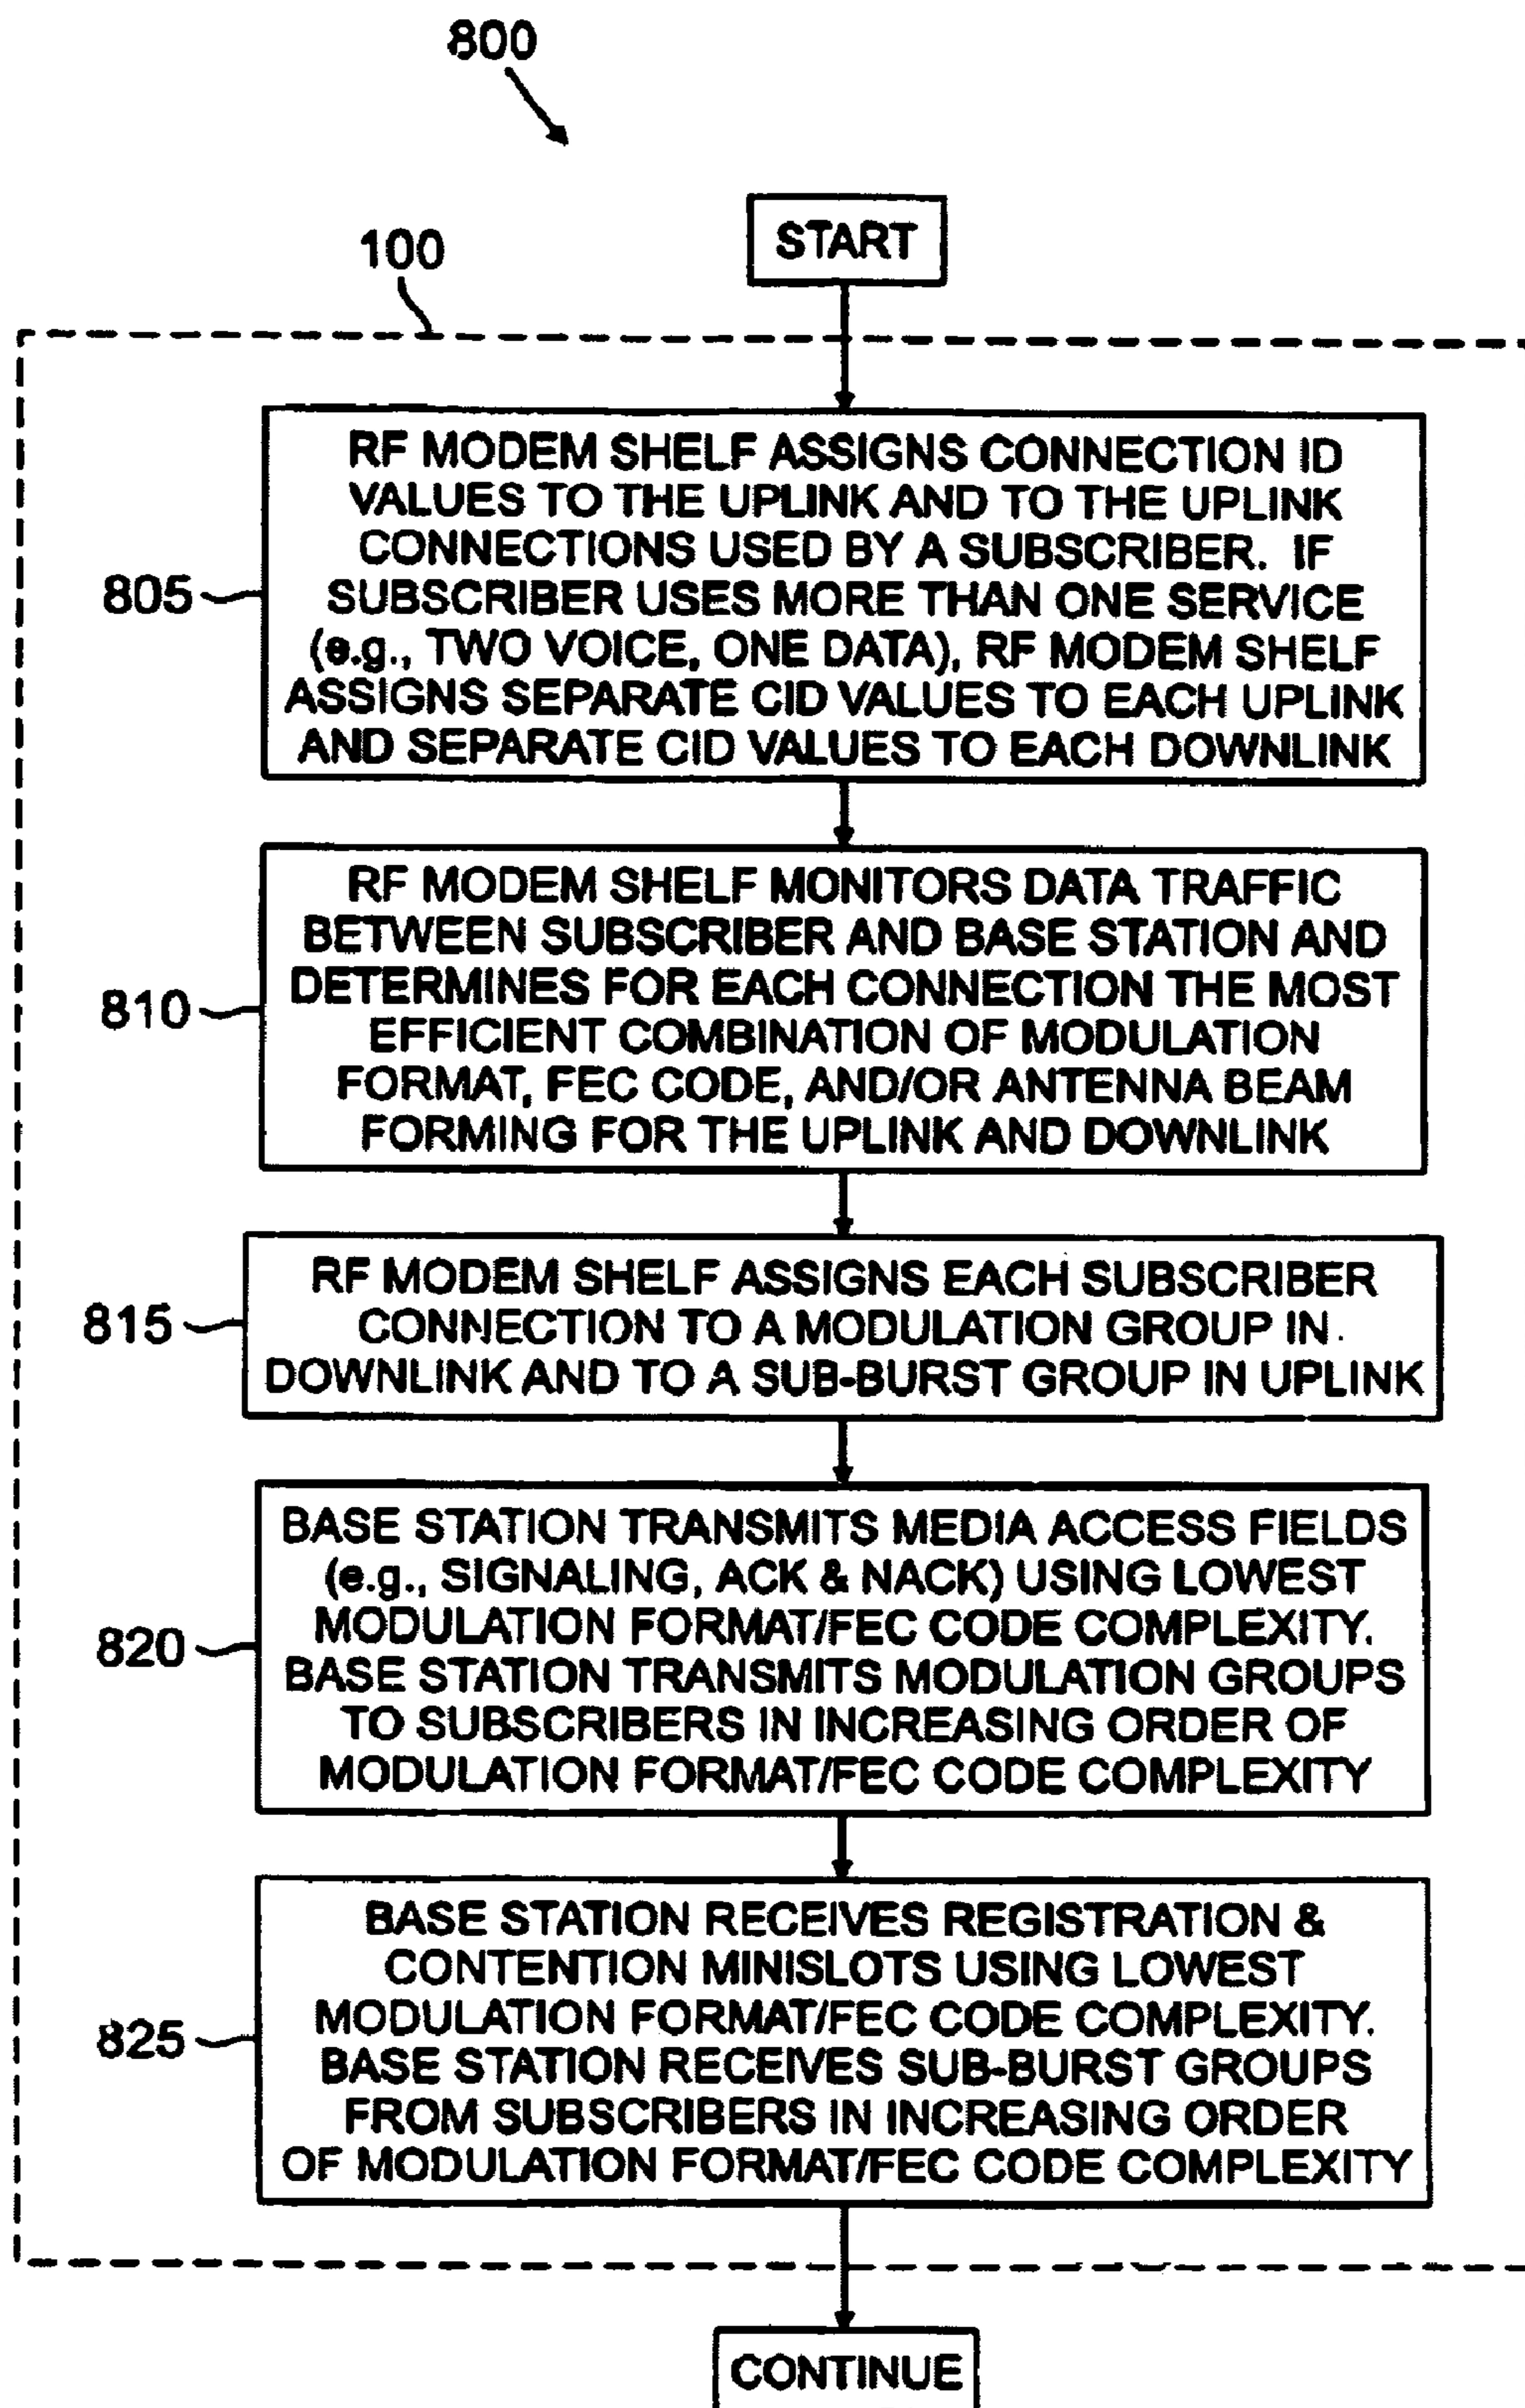 800
START
100
RF MODEM SHELF ASSIGNS CONNECTION ID
VALUES TO THE UPLINK AND TO THE UPLINK
CONNECTIONS USED BY A SUBSCRIBER. IF
SUBSCRIBER USES MORE THAN ONE SERVICE
(e.g., TWO VOICE, ONE DATA), RF MODEM SHELF
ASSIGNS SEPARATE CID VALUES TO EACH UPLINK
AND SEPARATE CID VALUES TO EACH DOWNLINK
805
RF MODEM SHELF MONITORS DATA TRAFFIC
BETWEEN SUBSCRIBER AND BASE STATION AND
DETERMINES FOR EACH CONNECTION THE MOST
EFFICIENT COMBINATION OF MODULATION
FORMAT, FEC CODE, AND/OR ANTENNA BEAM
FORMING FOR THE UPLINK AND DOWNLINK
810
RF MODEM SHELF ASSIGNS EACH SUBSCRIBER
CONNECTION TO A MODULATION GROUP IN
DOWNLINK AND TO A SUB-BURST GROUP IN UPLINK
815
BASE STATION TRANSMITS MEDIA ACCESS FIELDS
(e.g., SIGNALING, ACK & NACK) USING LOWEST
MODULATION FORMAT/FEC CODE COMPLEXITY.
BASE STATION TRANSMITS MODULATION GROUPS
TO SUBSCRIBERS IN INCREASING ORDER OF
MODULATION FORMAT/FEC CODE COMPLEXITY
820
BASE STATION RECEIVES REGISTRATION &
CONTENTION MINISLOTS USING LOWEST
MODULATION FORMAT/FEC CODE COMPLEXITY.
BASE STATION RECEIVES SUB-BURST GROUPS
FROM SUBSCRIBERS IN INCREASING ORDER
OF MODULATION FORMAT/FEC CODE COMPLEXITY
825
CONTINUE